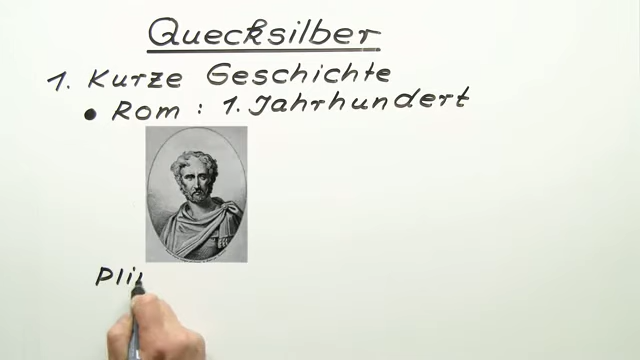 Quecksilber
1. Kurze Geschichte
• Rom : 1. Jahrhundert
Pli